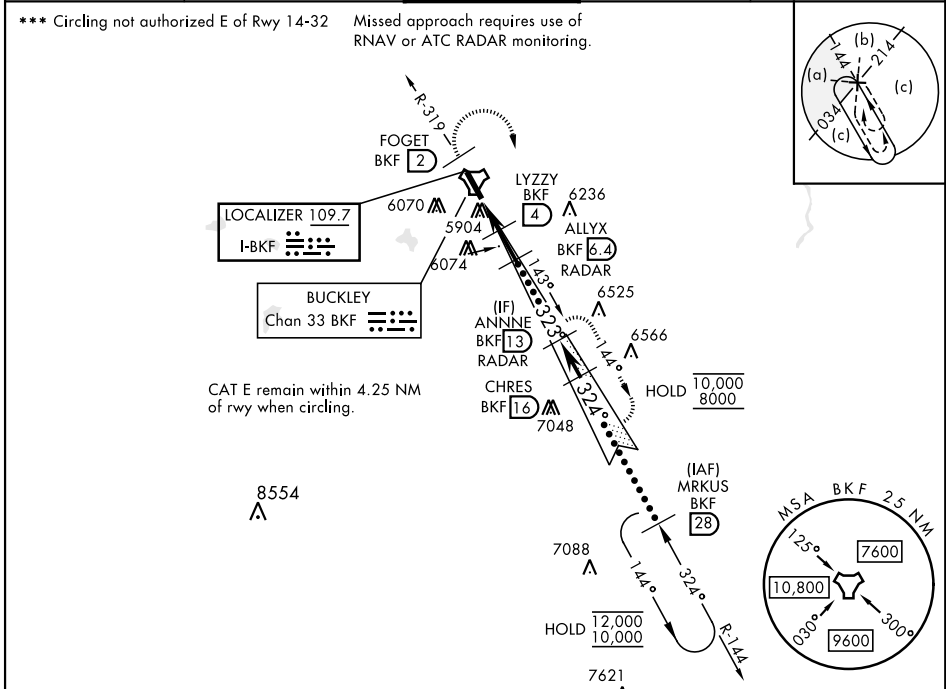 *** Circling not authorized E of Rwy 14-32
Missed approach requires use of
RNAV or ATC RADAR monitoring.
(a)
144
(b)
214
(c)
034
(c)
R-319
FOGET
BKF 2
LYZZY
BKF
4
6236
6070
5904
6074
ALLYX
BKF 6.4
RADAR
LOCALIZER 109.7
I-BKF
143°
6525
BUCKLEY
Chan 33 BKF
(IF)
ANNNE
BKF 13
RADAR
323°
144°
6566
CAT E remain within 4.25 NM
of rwy when circling.
CHRES
BKF 16
7048
324°
HOLD 10,000
8000
8554
(IAF)
MRKUS
BKF
28
7088
144°
324°
R-144
HOLD 12,000
10,000
7621
MSA BKF 25 NM
125°
7600
10,800
030°
9600
300°